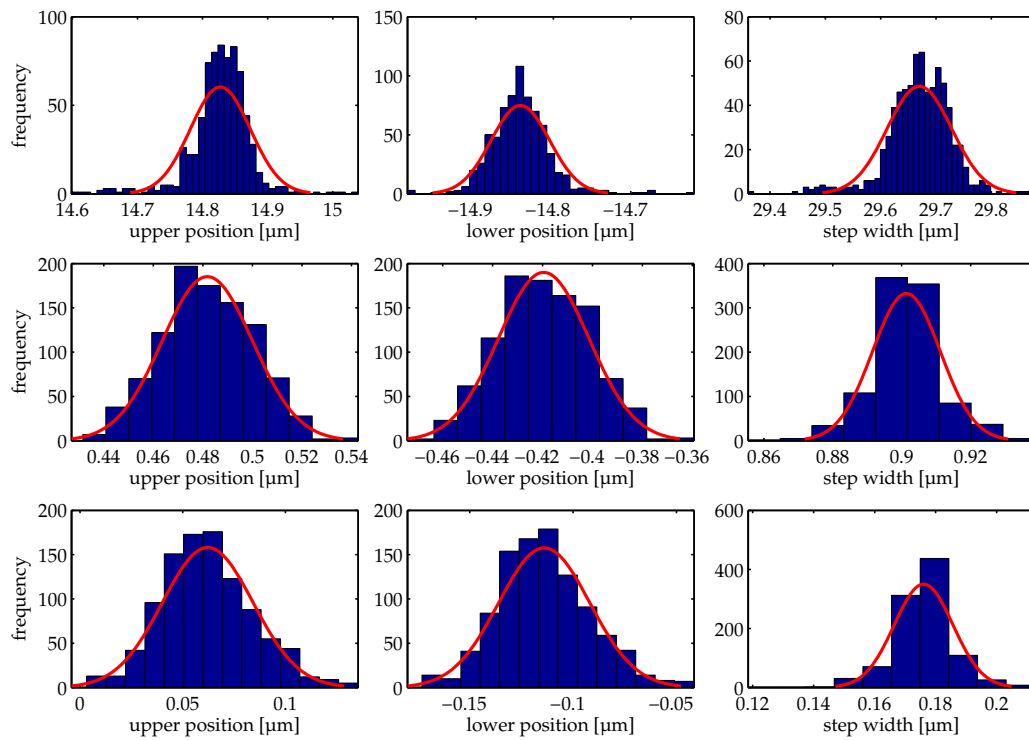 100
50
0
frequency
14.6 14.7 14.8 14.9 15
upper position [µm]
150
100
50
0
−14.9 −14.8 −14.7
lower position [µm]
80
60
40
20
0
29.4 29.5 29.6 29.7 29.8
step width [µm]
200
150
100
50
0
frequency
0.44 0.46 0.48 0.5 0.52 0.54
upper position [µm]
200
150
100
50
0
−0.46 −0.44 −0.42 −0.4 −0.38 −0.36
lower position [µm]
400
300
200
100
0
0.86 0.88 0.9 0.92
step width [µm]
200
150
100
50
0
frequency
0 0.05 0.1
upper position [µm]
200
150
100
50
0
−0.15 −0.1 −0.05
lower position [µm]
600
400
200
0
0.12 0.14 0.16 0.18 0.2
step width [µm]